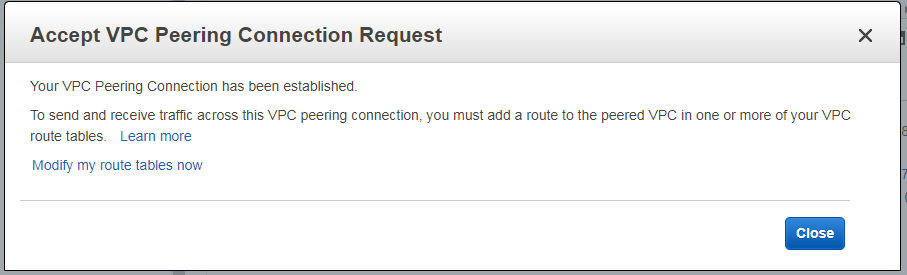 Accept VPC Peering Connection Request
Your VPC Peering Connection has been established.
To send and receive traffic across this VPC peering connection, you must add a route to the peered VPC in one or more of your VPC
route tables. Learn more
Modify my route tables now
Close